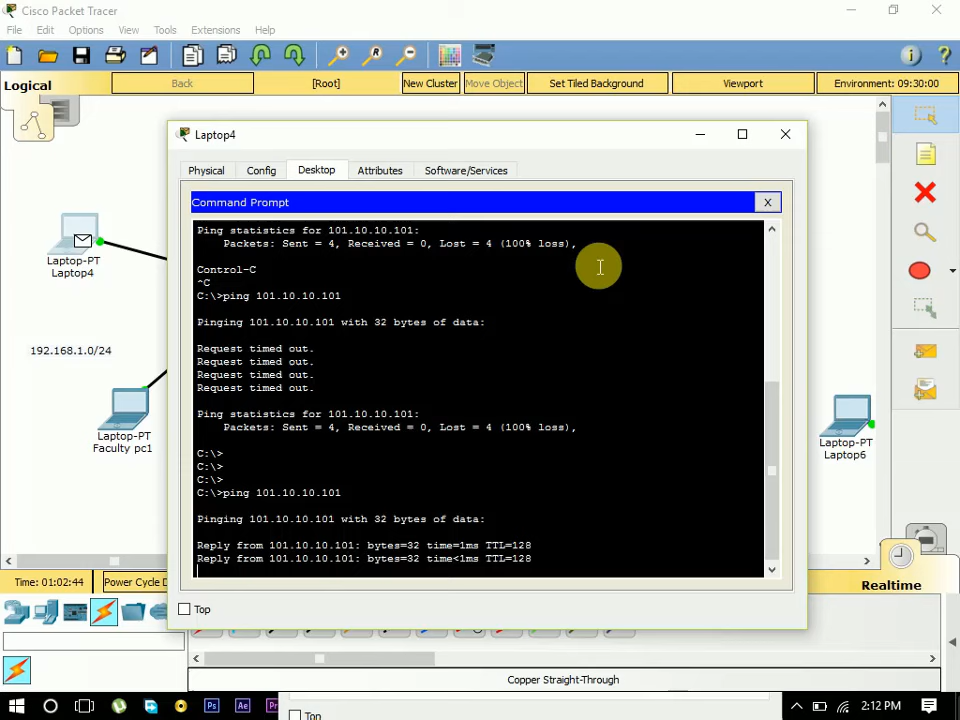 Cisco Packet Tracer
File Edit Options View Tools Extensions Help
Logical
Back
[Root]
New Cluster
Move Object
Set Tiled Background
Viewport
Environment: 09:30:00
Laptop4
Physical
Config
Desktop
Attributes
Software/Services
Command Prompt
X
Ping statistics for 101.10.10.101:
Packets: Sent = 4, Received = 0, Lost = 4 (100% loss),
Control-C
^C
C:\>ping 101.10.10.101
Pinging 101.10.10.101 with 32 bytes of data:
Request timed out.
Request timed out.
Request timed out.
Request timed out.
Ping statistics for 101.10.10.101:
Packets: Sent = 4, Received = 0, Lost = 4 (100% loss),
C:\>
C:\>
C:\>
C:\>ping 101.10.10.101
Pinging 101.10.10.101 with 32 bytes of data:
Reply from 101.10.10.101: bytes=32 time=1ms TTL=128
Reply from 101.10.10.101: bytes=32 time<1ms TTL=128
Top
Laptop-PT
Laptop4
192.168.1.0/24
Laptop-PT
Faculty pc1
Laptop-PT
Laptop6
Time: 01:02:44
Power Cycle D
Realtime
Copper Straight-Through
Top
Ps
Ae
Pr
2:12 PM